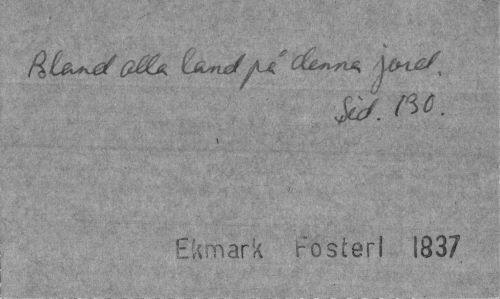 Bland alla land på denna jord.
Sid. 130.
Ekmark Fosterl 1837